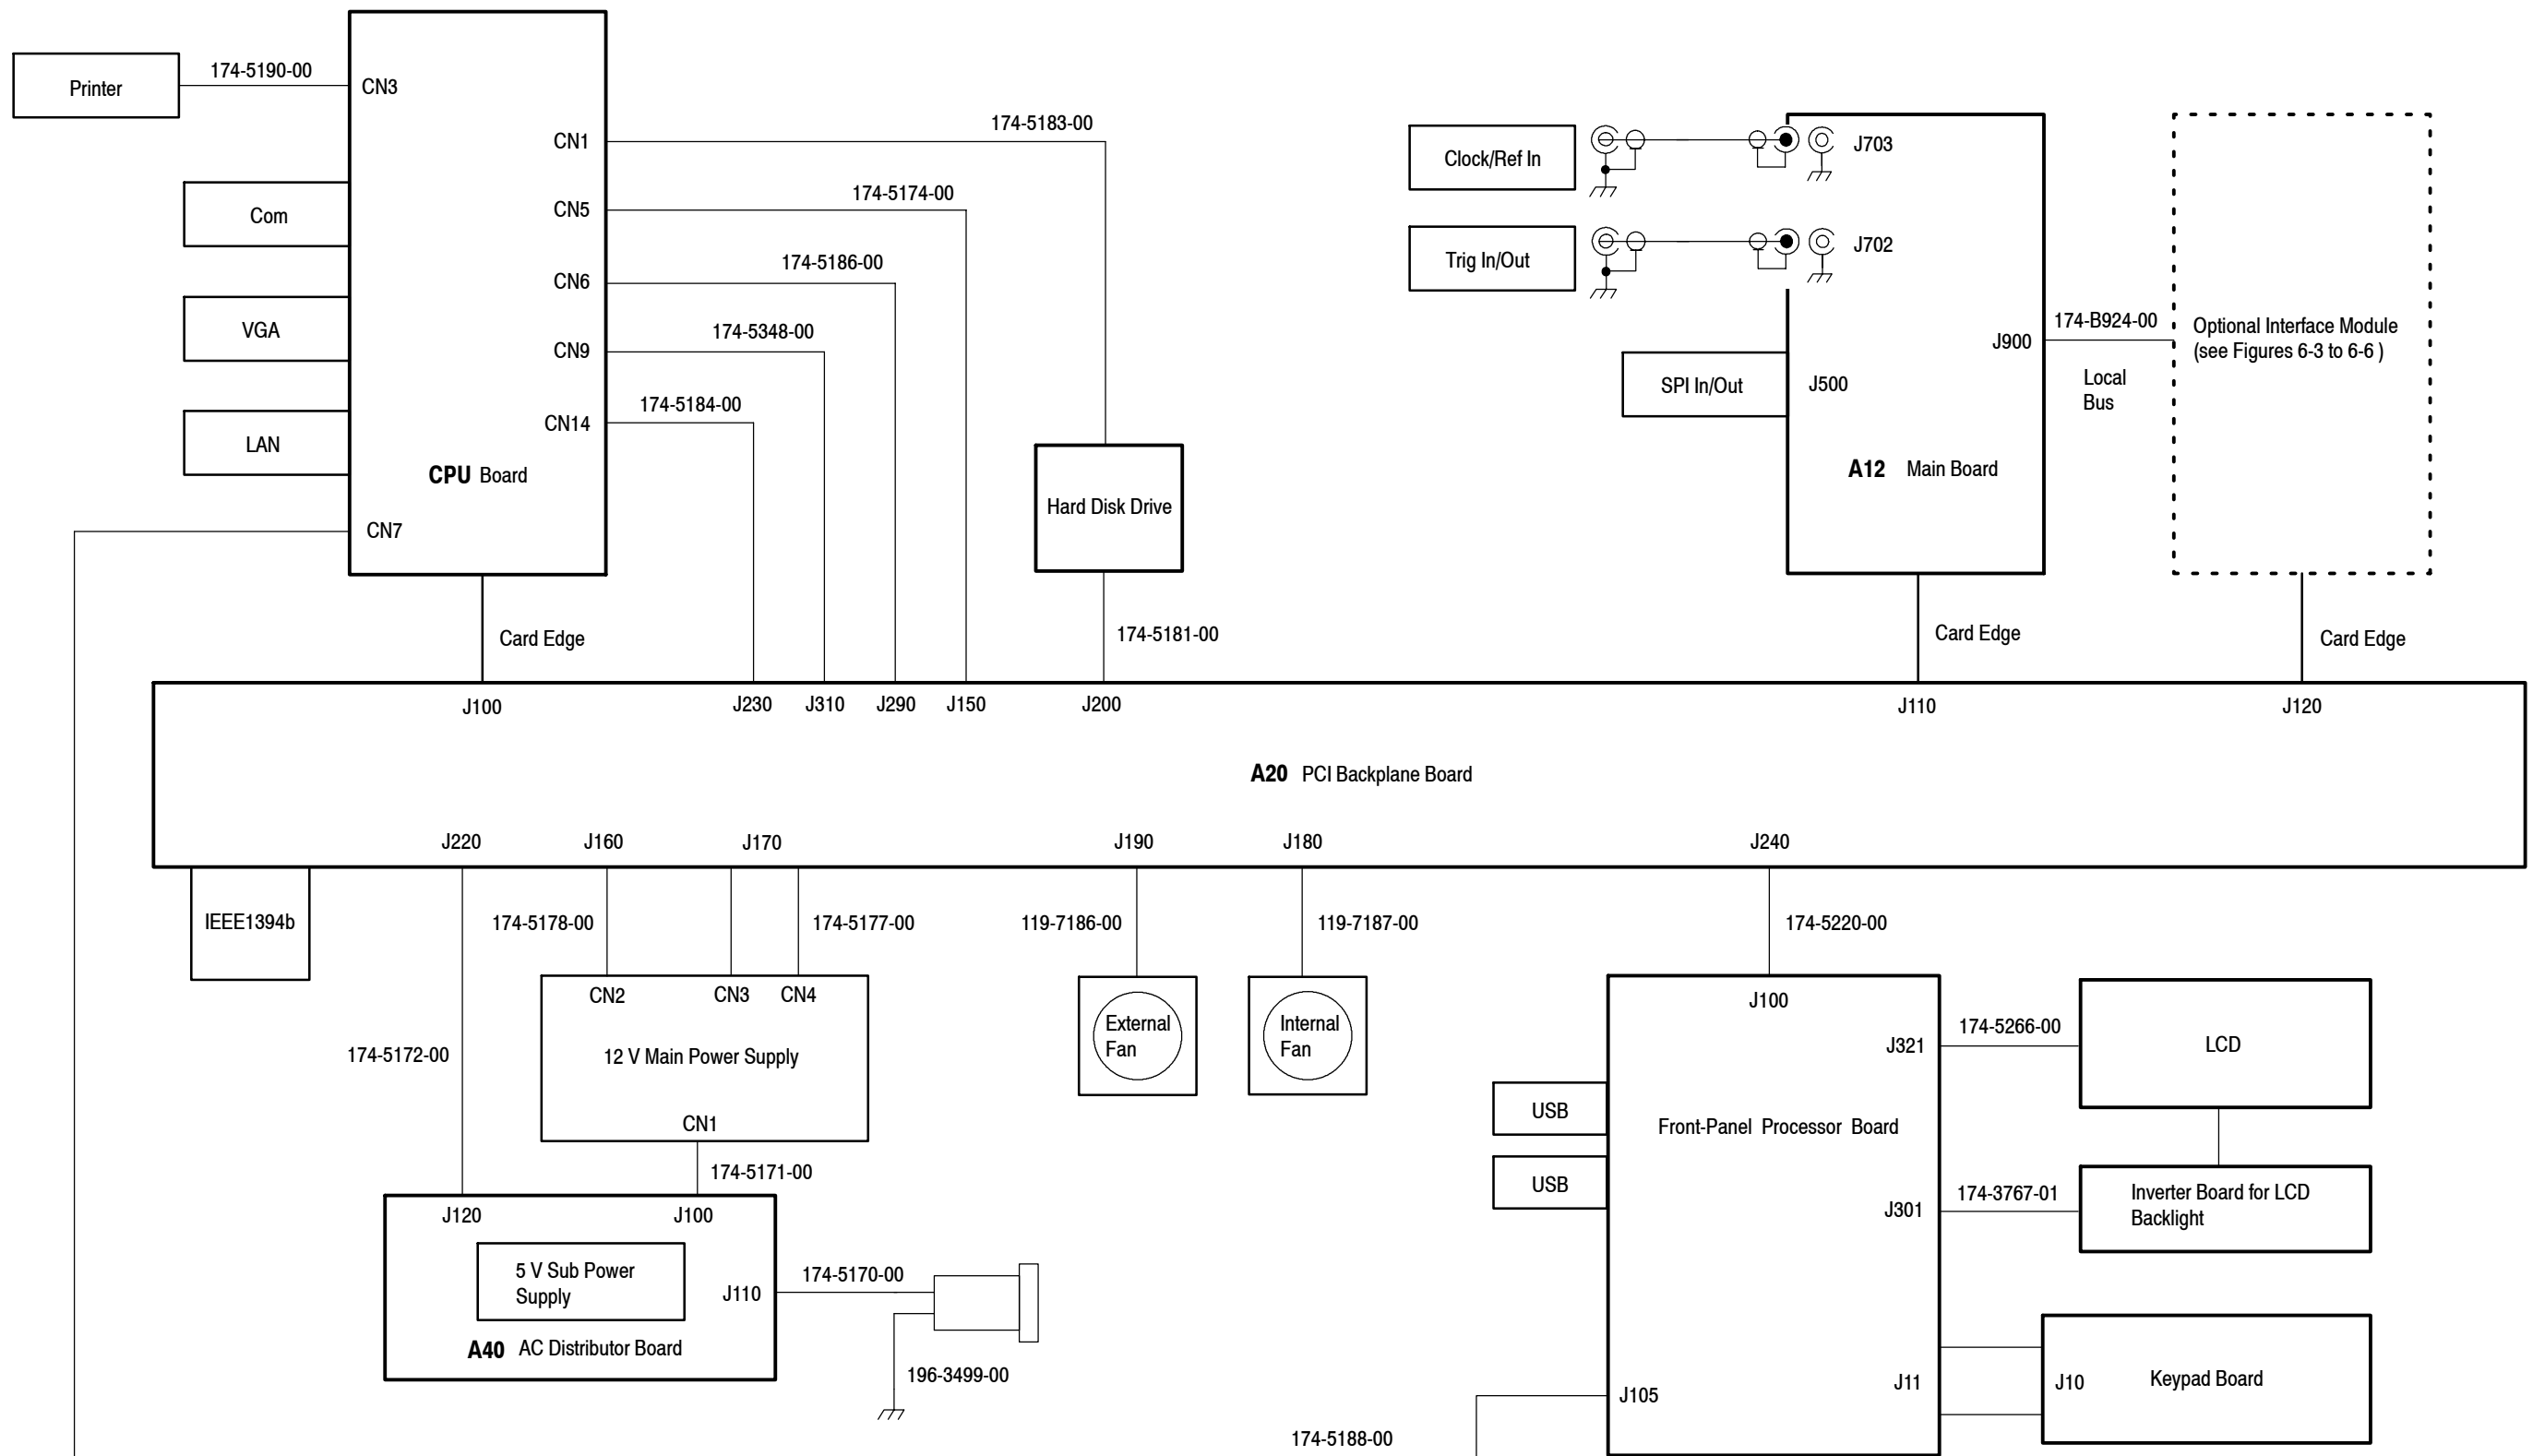 Printer
174-5190-00
CN3
CN1
174-5183-00
Com
CN5
174-5174-00
VGA
CN6
174-5186-00
CN9
174-5348-00
LAN
CN14
174-5184-00
CPU Board
CN7
Card Edge
Hard Disk Drive
174-5181-00
Clock/Ref In
J703
Trig In/Out
J702
SPI In/Out
J500
J900
A12 Main Board
174-B924-00
Local
Bus
Optional Interface Module
(see Figures 6-3 to 6-6 )
Card Edge
Card Edge
J100
J230
J310
J290
J150
J200
J110
J120
A20 PCI Backplane Board
J220
J160
J170
J190
J180
J240
IEEE1394b
174-5178-00
174-5177-00
119-7186-00
119-7187-00
174-5220-00
174-5172-00
CN2
CN3
CN4
12 V Main Power Supply
CN1
174-5171-00
External
Fan
Internal
Fan
J100
J321
174-5266-00
LCD
USB
USB
Front-Panel Processor Board
J301
174-3767-01
Inverter Board for LCD
Backlight
J120
J100
5 V Sub Power
Supply
J110
A40 AC Distributor Board
174-5170-00
196-3499-00
J105
J11
J10
Keypad Board
174-5188-00